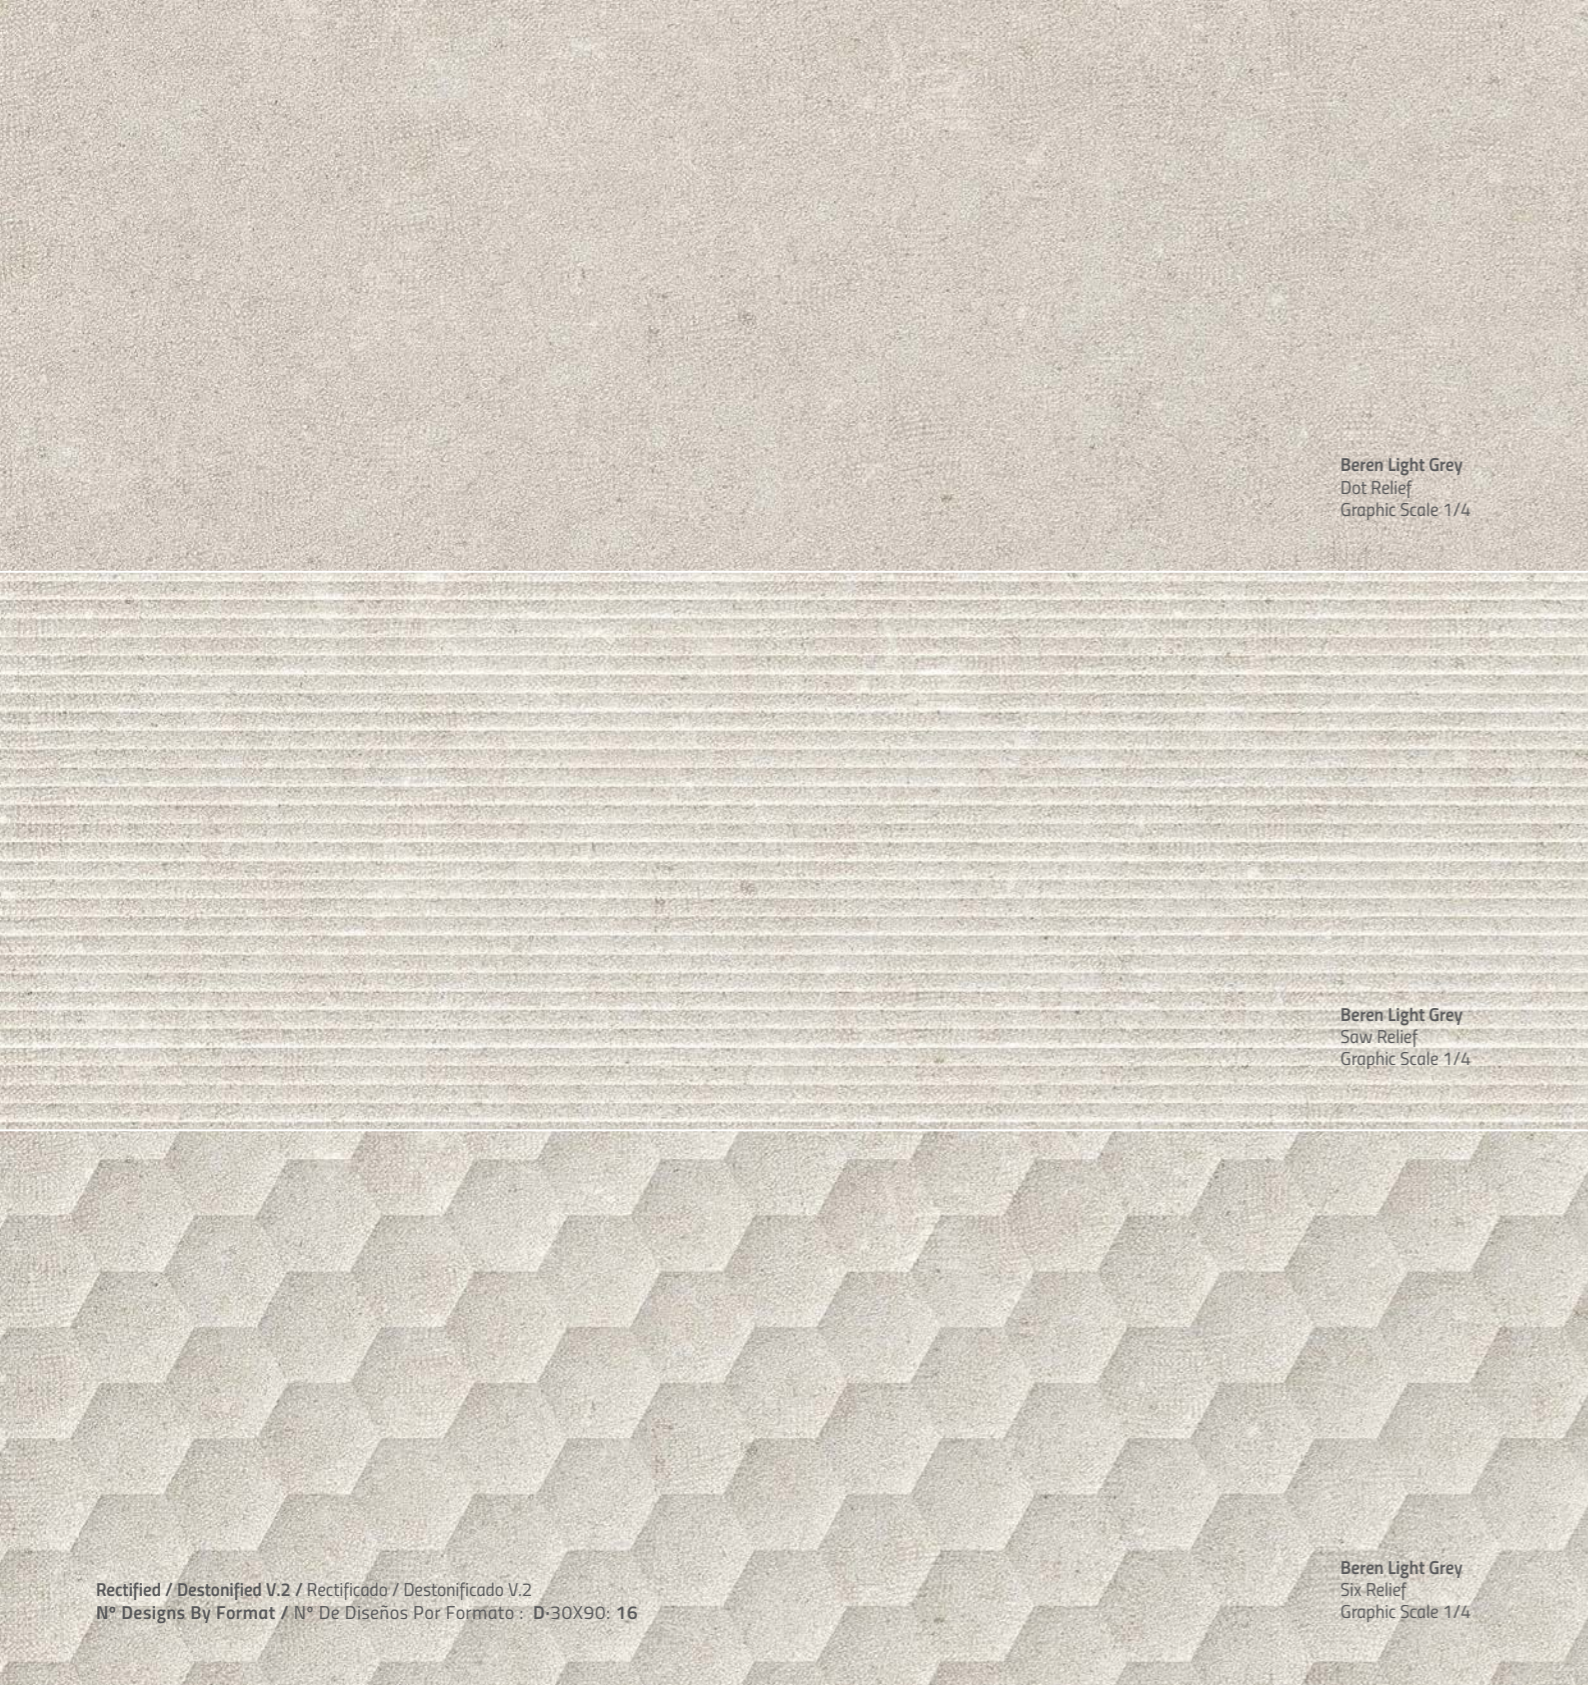 Beren Light Grey
Dot Relief
Graphic Scale 1/4
Beren Light Grey
Saw Relief
Graphic Scale 1/4
Beren Light Grey
Six Relief
Graphic Scale 1/4
Rectified / Destonified V.2 / Rectificado / Destonificado V.2
Nº Designs By Format / Nº De Diseños Por Formato : D·30X90: 16